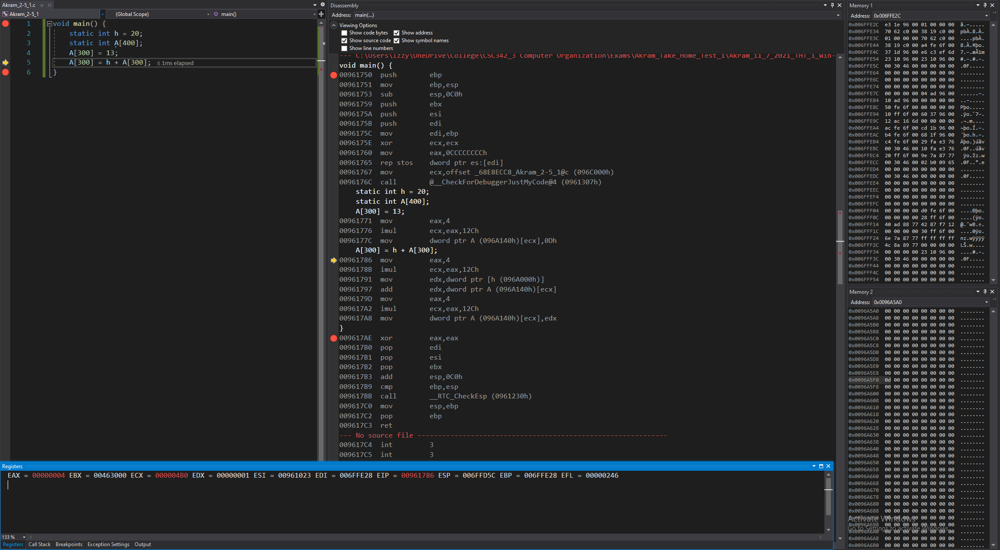 Akram_2-5_1.c
Akram_2-5_1
(Global Scope)
main()
1 void main() {
2 static int h = 20;
3 static int A[400];
4 A[300] = 13;
5 A[300] = h + A[300]; ≤ 1ms elapsed
6 }
Disassembly
Address: main(...)
Viewing Options
Show code bytes Show address
Show source code Show symbol names
Show line numbers
--- C:\Users\Izzy\OneDrive\College\CSC342_3 Computer Organization\Exams\Akram_Take_Home_Test_1\Akram_11_7_2021_THT_1_Win-
void main() {
00961750 push ebp
00961751 mov ebp,esp
00961753 sub esp,0C0h
00961759 push ebx
0096175A push esi
0096175B push edi
0096175C mov edi,ebp
0096175E xor ecx,ecx
00961760 mov eax,0CCCCCCCCh
00961765 rep stos dword ptr es:[edi]
00961767 mov ecx,offset _68E8ECC8_Akram_2-5_1@c (096C000h)
0096176C call @__CheckForDebuggerJustMyCode@4 (0961307h)
static int h = 20;
static int A[400];
A[300] = 13;
00961771 mov eax,4
00961776 imul ecx,eax,12Ch
0096177C mov dword ptr A (096A140h)[ecx],0Dh
A[300] = h + A[300];
00961786 mov eax,4
0096178B imul ecx,eax,12Ch
00961791 mov edx,dword ptr [h (096A000h)]
00961797 add edx,dword ptr A (096A140h)[ecx]
0096179D mov eax,4
009617A2 imul ecx,eax,12Ch
009617A8 mov dword ptr A (096A140h)[ecx],edx
}
009617AE xor eax,eax
009617B0 pop edi
009617B1 pop esi
009617B2 pop ebx
009617B3 add esp,0C0h
009617B9 cmp ebp,esp
009617BB call __RTC_CheckEsp (0961230h)
009617C0 mov esp,ebp
009617C2 pop ebp
009617C3 ret
--- No source file -------------------------------------------------------------
009617C4 int 3
009617C5 int 3
Memory 1
Address: 0x006FFE2C
0x006FFE2C e3 1e 96 00 01 00 00 00 ã.–.....
0x006FFE34 70 62 c0 00 38 19 c0 00 pbÀ.8.À.
0x006FFE3C 01 00 00 00 70 62 c0 00 ....pbÀ.
0x006FFE44 38 19 c0 00 a4 fe 6f 00 8.À.¤þo.
0x006FFE4C 37 1d 96 00 e6 c3 ef 6d 7.–.æÃïm
0x006FFE54 23 10 96 00 23 10 96 00 #.–.#.–.
0x006FFE5C 00 30 46 00 00 00 00 00 .0F.....
0x006FFE64 00 00 00 00 00 00 00 00 ........
0x006FFE6C 00 00 00 00 00 00 00 00 ........
0x006FFE74 00 00 00 00 00 00 00 00 ........
0x006FFE7C 00 00 00 00 04 ad 96 00 ......–.
0x006FFE84 10 ad 96 00 00 00 00 00 ..–.....
0x006FFE8C 50 fe 6f 00 00 00 00 00 Pþo.....
0x006FFE94 10 ff 6f 00 60 37 96 00 .ÿo.`7–.
0x006FFE9C 12 ac 16 6d 00 00 00 00 .¬.m....
0x006FFEA4 ac fe 6f 00 cd 1b 96 00 ¬þo.Í.–.
0x006FFEAC b4 fe 6f 00 68 1f 96 00 ´þo.h.–.
0x006FFEB4 c4 fe 6f 00 29 fa e3 76 Äþo.)úãv
0x006FFEBC 00 30 46 00 10 fa e3 76 .0F..úãv
0x006FFEC4 20 ff 6f 00 9e 7a 87 77 ÿo.žz.w
0x006FFECC 00 30 46 00 02 b0 09 65 .0F..°.e
0x006FFED4 00 00 00 00 00 00 00 00 ........
0x006FFEDC 00 30 46 00 00 00 00 00 .0F.....
0x006FFEE4 00 00 00 00 00 00 00 00 ........
0x006FFEEC 00 00 00 00 00 00 00 00 ........
0x006FFEF4 00 00 00 00 00 00 00 00 ........
0x006FFEFC 00 00 00 00 00 00 00 00 ........
0x006FFF04 00 00 00 00 d0 fe 6f 00 ....Ðþo.
0x006FFF0C 00 00 00 00 28 ff 6f 00 ....(ÿo.
0x006FFF14 40 ad 88 77 42 87 f7 12 @.ˆwB.÷.
0x006FFF1C 00 00 00 00 30 ff 6f 00 ....0ÿo.
0x006FFF24 6e 7a 87 77 ff ff ff ff nz.wÿÿÿÿ
0x006FFF2C 4c 8a 89 77 00 00 00 00 LŠ.w....
0x006FFF34 00 00 00 00 23 10 96 00 ....#.–.
0x006FFF3C 00 30 46 00 00 00 00 00 .0F.....
0x006FFF44 00 00 00 00 00 00 00 00 ........
0x006FFF4C 00 00 00 00 00 00 00 00 ........
0x006FFF54 00 00 00 00 00 00 00 00 ........
Memory 2
Address: 0x0096A5A0
0x0096A5A0 00 00 00 00 00 00 00 00 ........
0x0096A5A8 00 00 00 00 00 00 00 00 ........
0x0096A5B0 00 00 00 00 00 00 00 00 ........
0x0096A5B8 00 00 00 00 00 00 00 00 ........
0x0096A5C0 00 00 00 00 00 00 00 00 ........
0x0096A5C8 00 00 00 00 00 00 00 00 ........
0x0096A5D0 00 00 00 00 00 00 00 00 ........
0x0096A5D8 00 00 00 00 00 00 00 00 ........
0x0096A5E0 00 00 00 00 00 00 00 00 ........
0x0096A5E8 00 00 00 00 00 00 00 00 ........
0x0096A5F0 0d 00 00 00 00 00 00 00 ........
0x0096A5F8 00 00 00 00 00 00 00 00 ........
0x0096A600 00 00 00 00 00 00 00 00 ........
0x0096A608 00 00 00 00 00 00 00 00 ........
0x0096A610 00 00 00 00 00 00 00 00 ........
0x0096A618 00 00 00 00 00 00 00 00 ........
0x0096A620 00 00 00 00 00 00 00 00 ........
0x0096A628 00 00 00 00 00 00 00 00 ........
0x0096A630 00 00 00 00 00 00 00 00 ........
0x0096A638 00 00 00 00 00 00 00 00 ........
0x0096A640 00 00 00 00 00 00 00 00 ........
0x0096A648 00 00 00 00 00 00 00 00 ........
0x0096A650 00 00 00 00 00 00 00 00 ........
0x0096A658 00 00 00 00 00 00 00 00 ........
0x0096A660 00 00 00 00 00 00 00 00 ........
0x0096A668 00 00 00 00 00 00 00 00 ........
0x0096A670 00 00 00 00 00 00 00 00 ........
0x0096A678 00 00 00 00 00 00 00 00 ........
0x0096A680 00 00 00 00 00 00 00 00 ........
0x0096A688 00 00 00 00 00 00 00 00 ........
0x0096A690 00 00 00 00 00 00 00 00 ........
0x0096A698 00 00 00 00 00 00 00 00 ........
0x0096A6A0 00 00 00 00 00 00 00 00 ........
0x0096A6A8 00 00 00 00 00 00 00 00 ........
0x0096A6B0 00 00 00 00 00 00 00 00 ........
Activate Windows
Go to Settings to activate Windows.
Registers
EAX = 00000004 EBX = 00463000 ECX = 000004B0 EDX = 00000001 ESI = 00961023 EDI = 006FFE28 EIP = 00961786 ESP = 006FFD5C EBP = 006FFE28 EFL = 00000246
133 %
Registers Call Stack Breakpoints Exception Settings Output